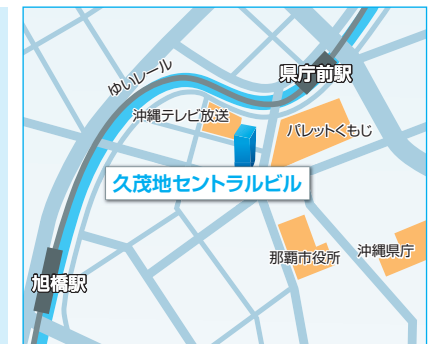 県庁前駅
ゆいレール
沖縄テレビ放送
パレットくもじ
久茂地セントラルビル
那覇市役所
沖縄県庁
旭橋駅